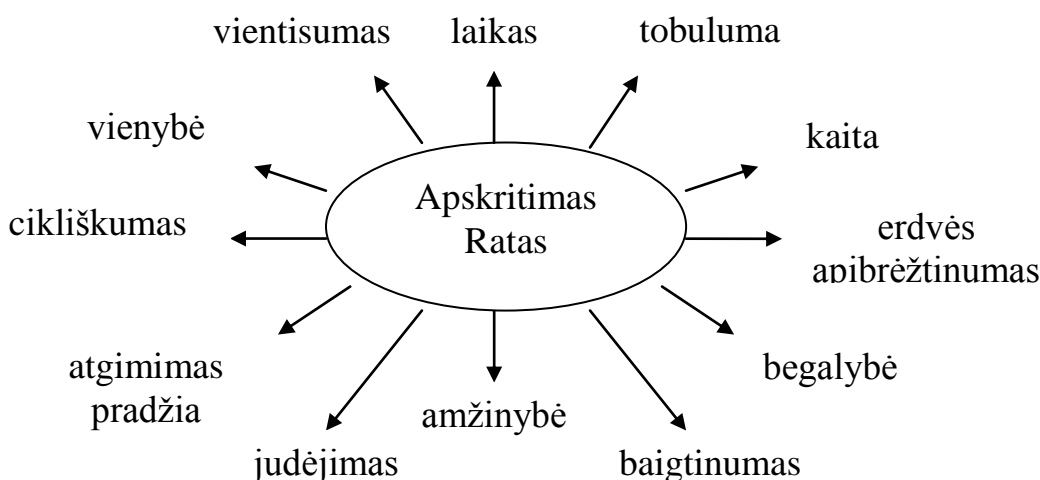 vientisumas laikas tobuluma
vienybė
kaita
Apskritimas
Ratas
cikliškumas
erdvės
apibrėžtinumas
atgimimas
pradžia
begalybė
amžinybė
judėjimas
baigtinumas